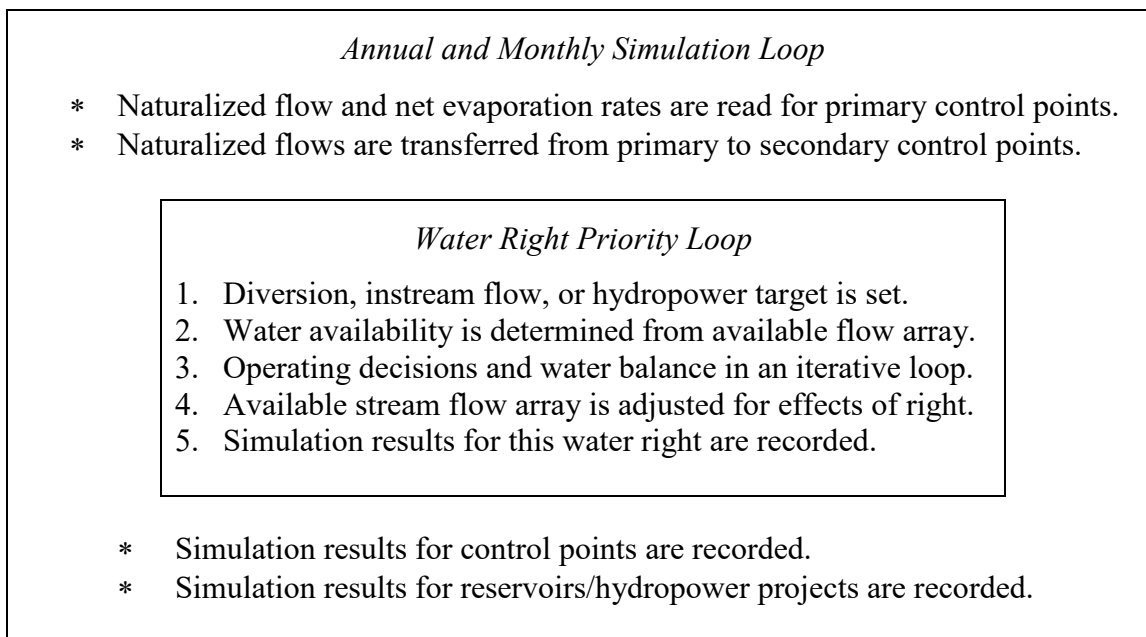 Annual and Monthly Simulation Loop
* Naturalized flow and net evaporation rates are read for primary control points.
* Naturalized flows are transferred from primary to secondary control points.
Water Right Priority Loop
1. Diversion, instream flow, or hydropower target is set.
2. Water availability is determined from available flow array.
3. Operating decisions and water balance in an iterative loop.
4. Available stream flow array is adjusted for effects of right.
5. Simulation results for this water right are recorded.
* Simulation results for control points are recorded.
* Simulation results for reservoirs/hydropower projects are recorded.